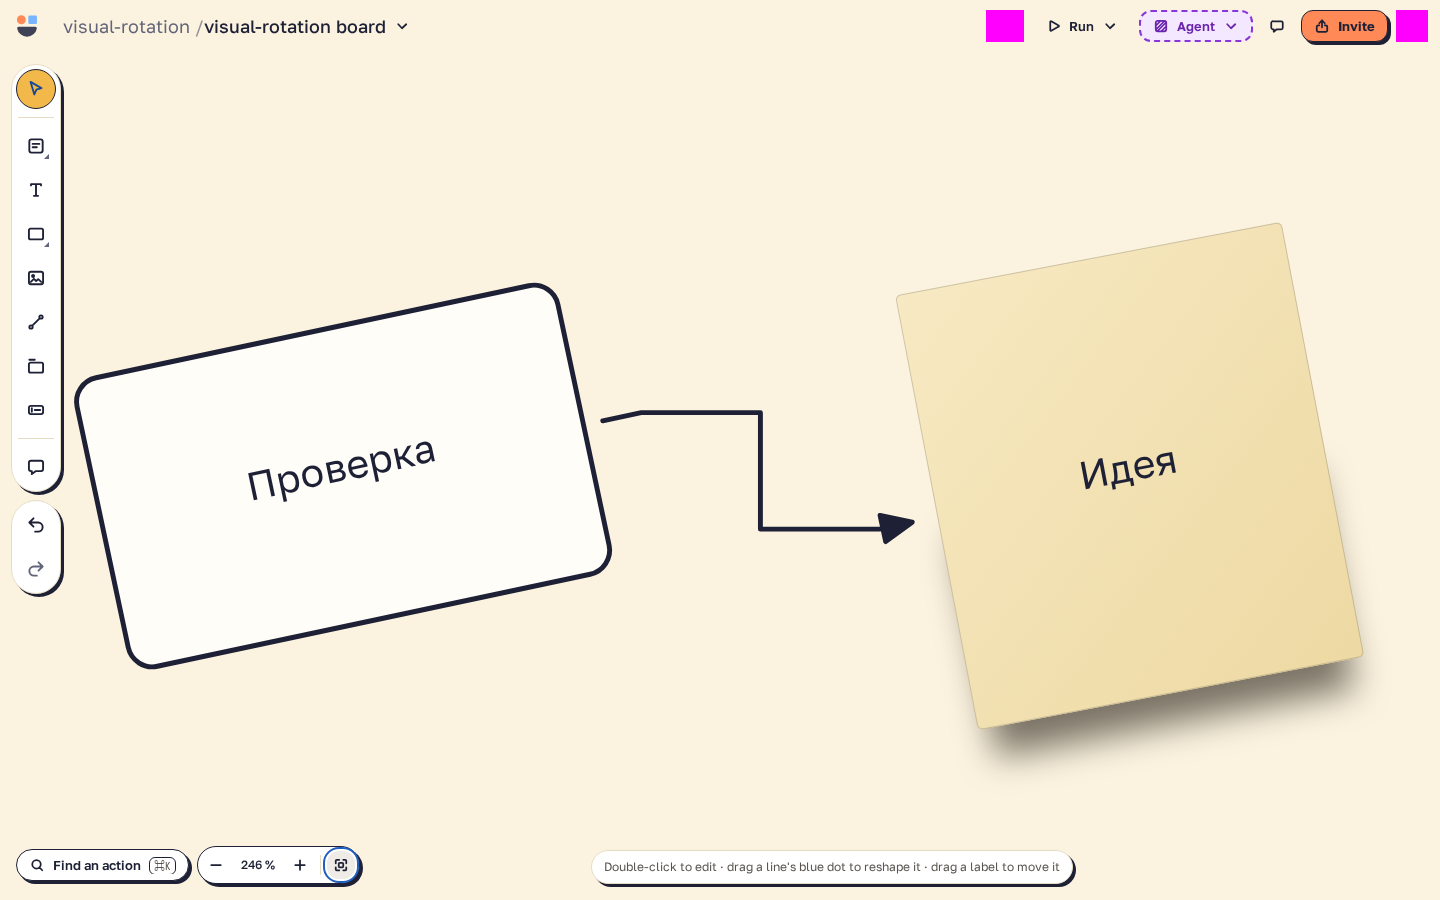 visual-rotation / visual-rotation board
Run
Agent
Invite
Проверка
Идея
Find an action ⌘K
246 %
Double-click to edit · drag a line's blue dot to reshape it · drag a label to move it